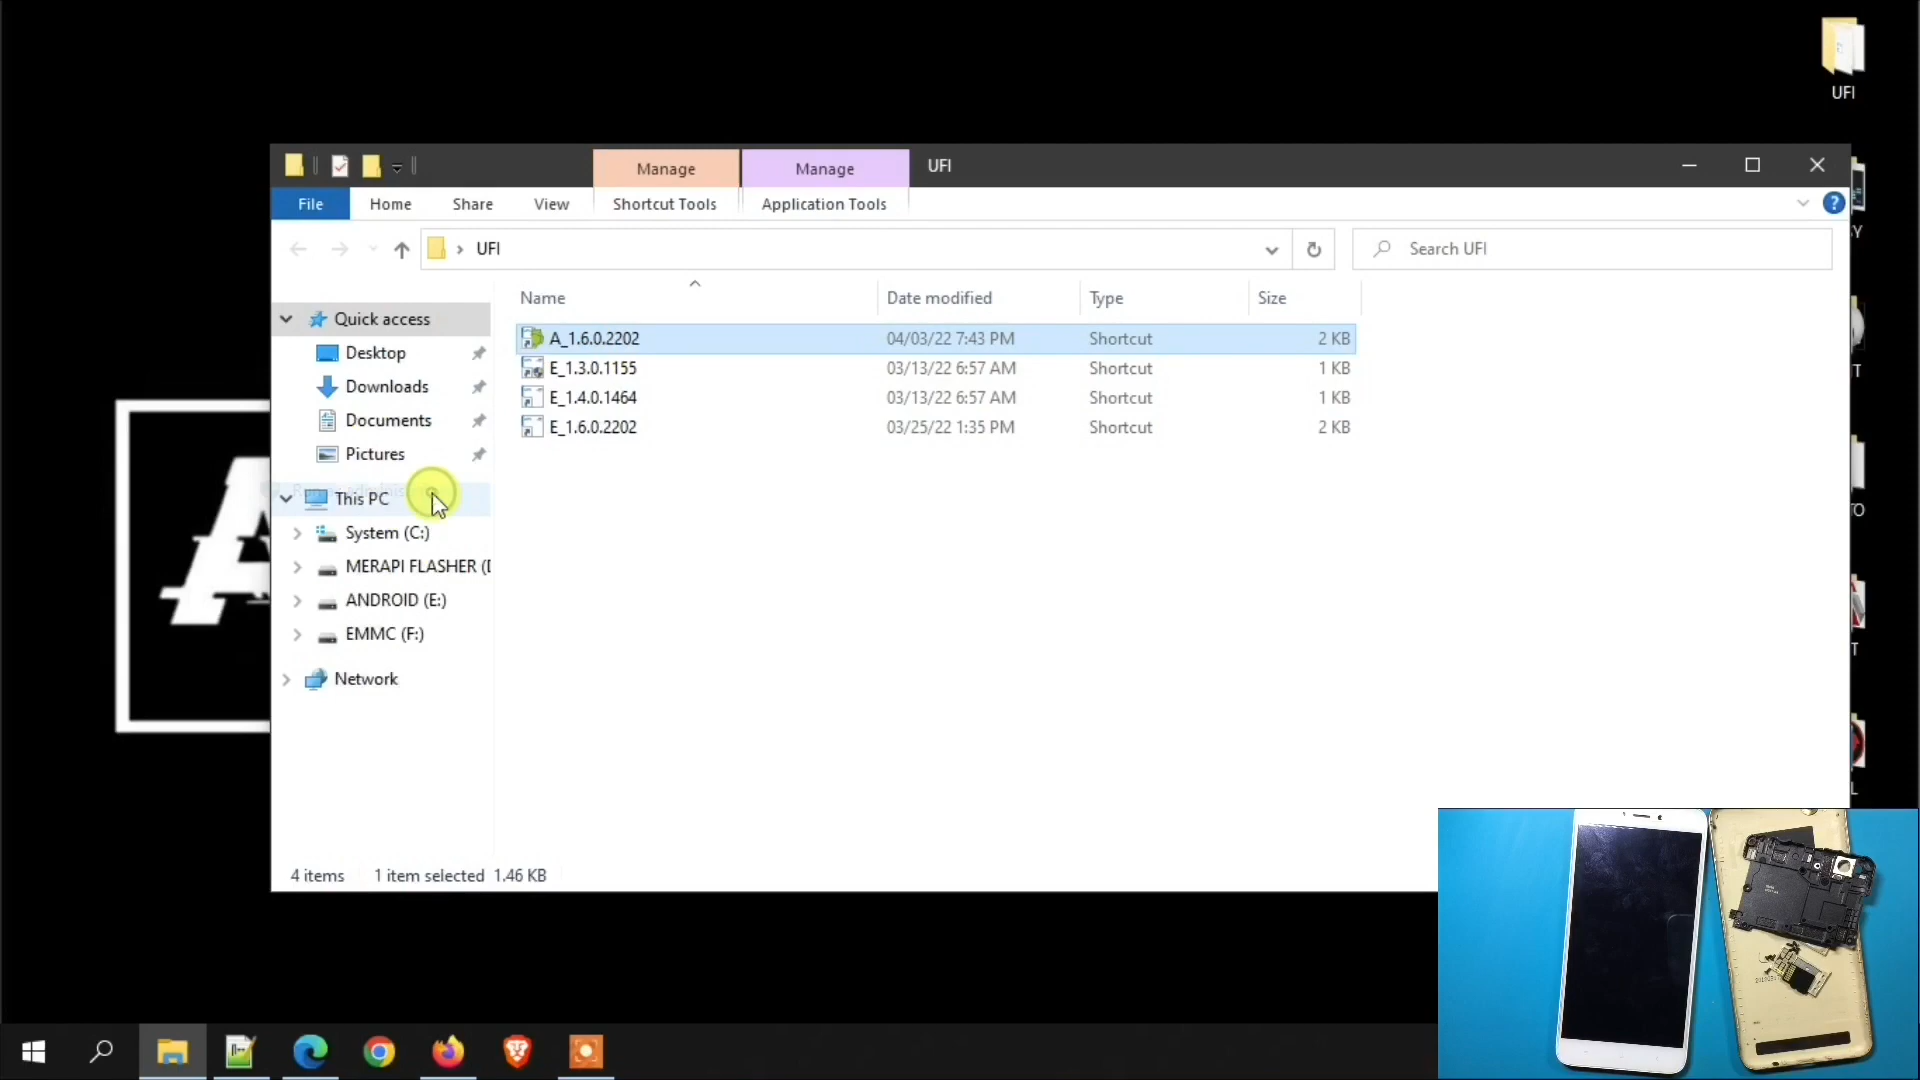 UFI
Manage
Manage
UFI
File
Home
Share
View
Shortcut Tools
Application Tools
?
UFI
Search UFI
Name
Date modified
Type
Size
Quick access
Desktop
Downloads
Documents
Pictures
This PC
System (C:)
MERAPI FLASHER (D
ANDROID (E:)
EMMC (F:)
Network
A_1.6.0.2202 04/03/22 7:43 PM Shortcut 2 KB
E_1.3.0.1155 03/13/22 6:57 AM Shortcut 1 KB
E_1.4.0.1464 03/13/22 6:57 AM Shortcut 1 KB
E_1.6.0.2202 03/25/22 1:35 PM Shortcut 2 KB
4 items
1 item selected 1.46 KB
Y
T
TO
T
L